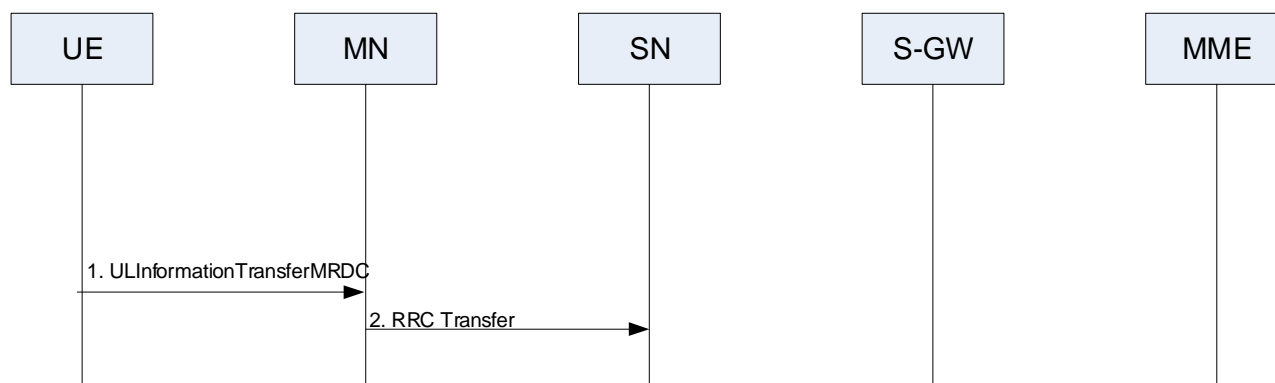 UE
MN
SN
S-GW
MME
1. ULInformationTransferMRDC
2. RRC Transfer